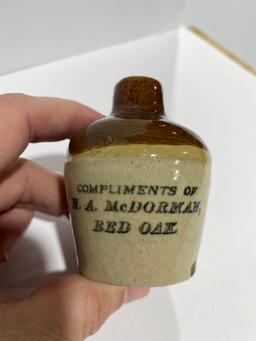 COMPLIMENTS OF
H. A. McDORMAN,
RED OAK